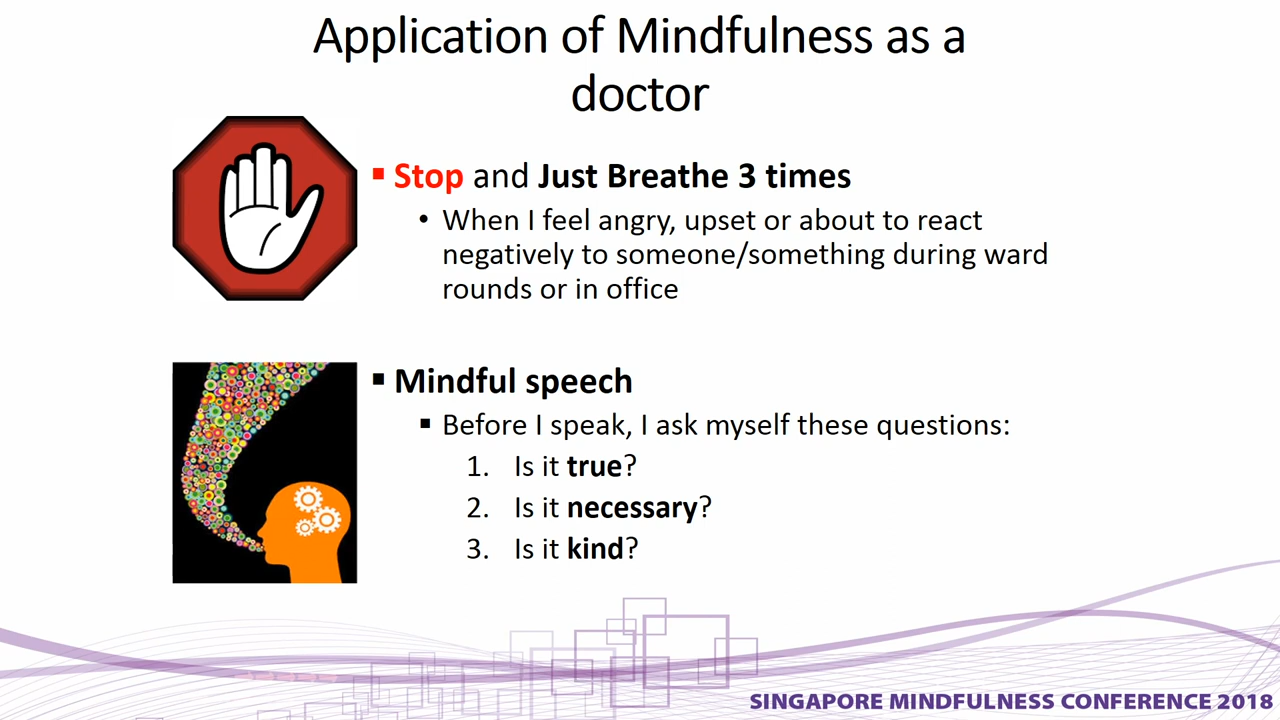 Application of Mindfulness as a
doctor
▪ Stop and Just Breathe 3 times
• When I feel angry, upset or about to react
negatively to someone/something during ward
rounds or in office
▪ Mindful speech
▪ Before I speak, I ask myself these questions:
1. Is it true?
2. Is it necessary?
3. Is it kind?
SINGAPORE MINDFULNESS CONFERENCE 2018